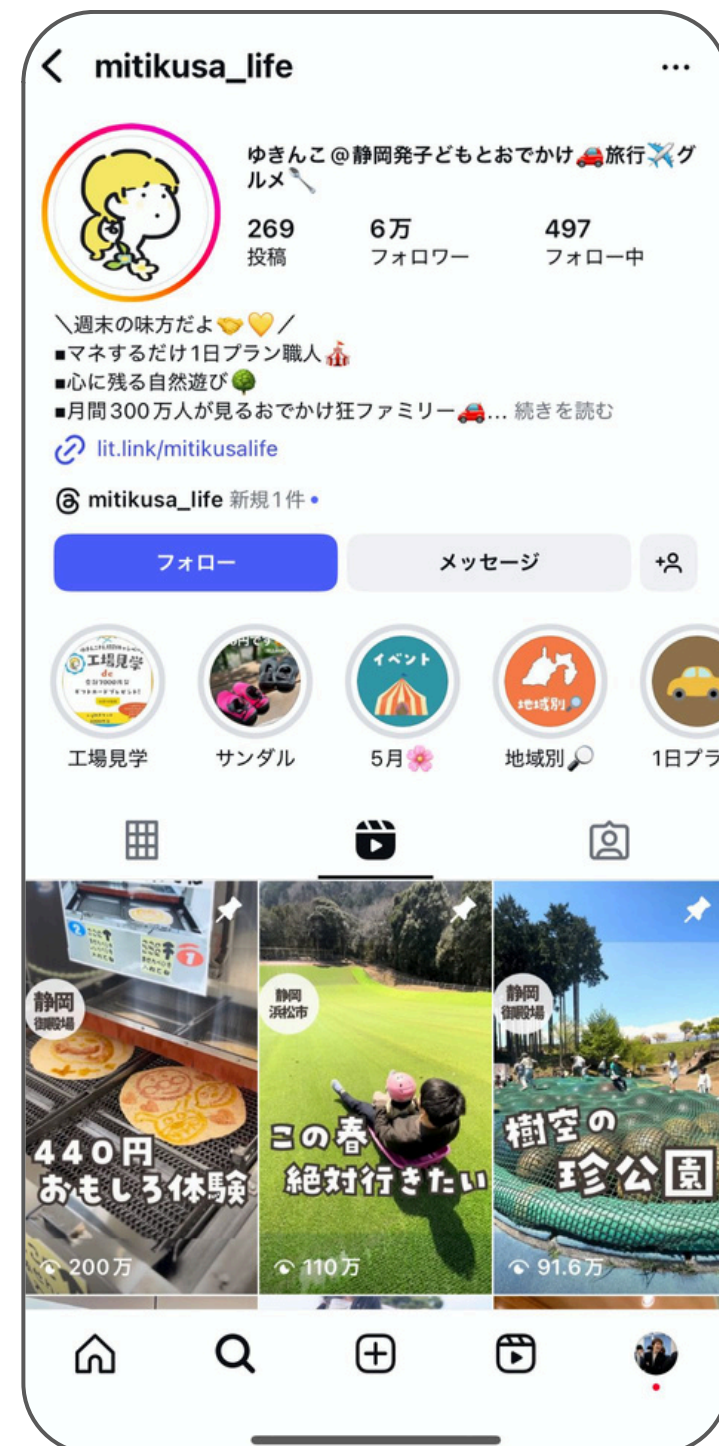 mitikusa_life
ゆきんこ@静岡発子どもとおでかけ🚗旅行✈️グ
ルメ🥄
269 6万 497
投稿 フォロワー フォロー中
＼週末の味方だよ🤝💛／
■マネするだけ1日プラン職人🎪
■心に残る自然遊び🌳
■月間300万人が見るおでかけ狂ファミリー🚗... 続きを読む
lit.link/mitikusalife
mitikusa_life 新規1件
フォロー メッセージ
工場見学
de
イベント
地域別🔎
工場見学 サンダル 5月🌸 地域別🔎 1日プラ
静岡
御殿場
440円
おもしろ体験
200万
静岡
浜松市
この春
絶対行きたい
110万
静岡
御殿場
樹空の
珍公園
91.6万